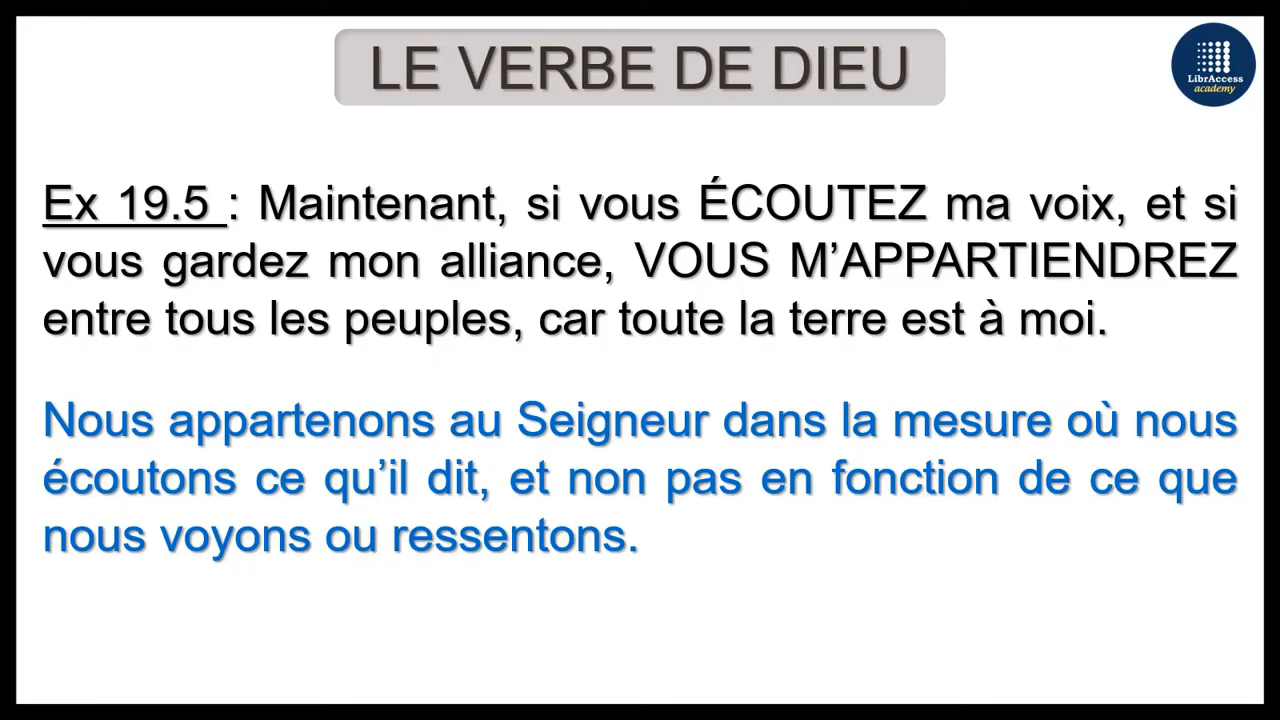 LE VERBE DE DIEU
LibrAccess
academy
Ex 19.5 : Maintenant, si vous ÉCOUTEZ ma voix, et si
vous gardez mon alliance, VOUS M’APPARTIENDREZ
entre tous les peuples, car toute la terre est à moi.
Nous appartenons au Seigneur dans la mesure où nous
écoutons ce qu’il dit, et non pas en fonction de ce que
nous voyons ou ressentons.